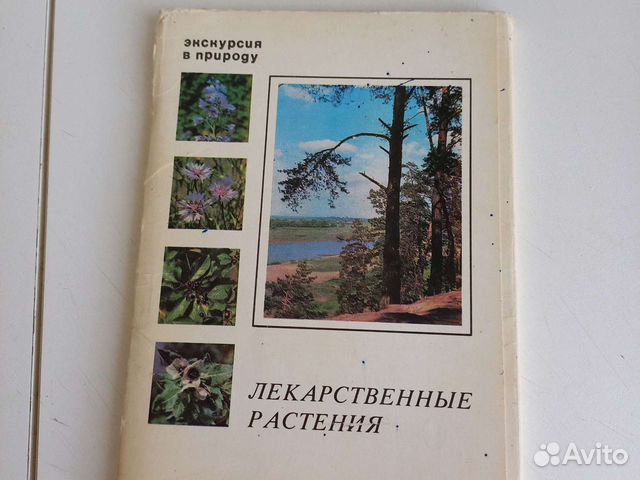 экскурсия
в природу
ЛЕКАРСТВЕННЫЕ
РАСТЕНИЯ
Avito